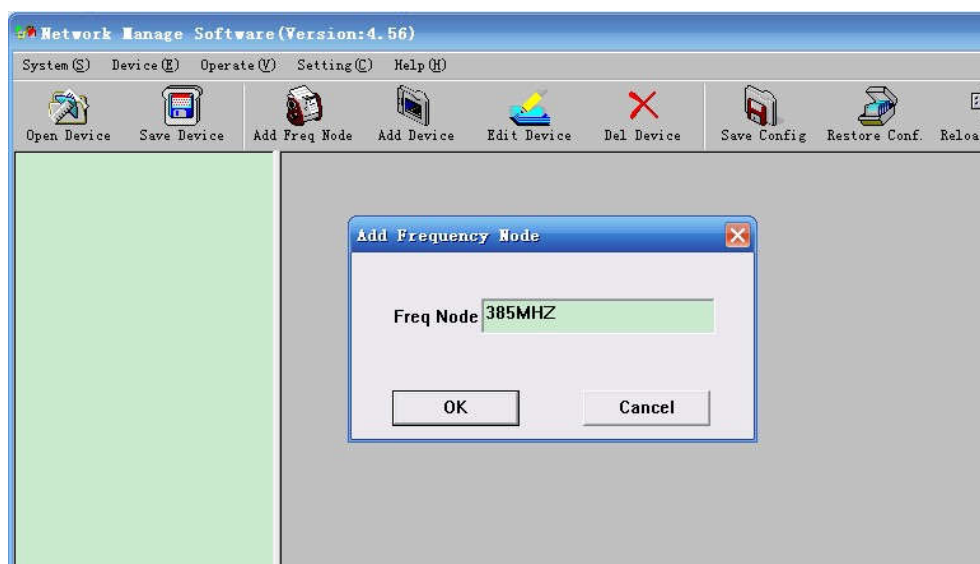 Network Manage Software(Version:4.56)
System(S) Device(E) Operate(V) Setting(C) Help(H)
Open Device Save Device Add Freq Node Add Device Edit Device Del Device Save Config Restore Conf.
Add Frequency Node
Freq Node 385MHZ
OK Cancel